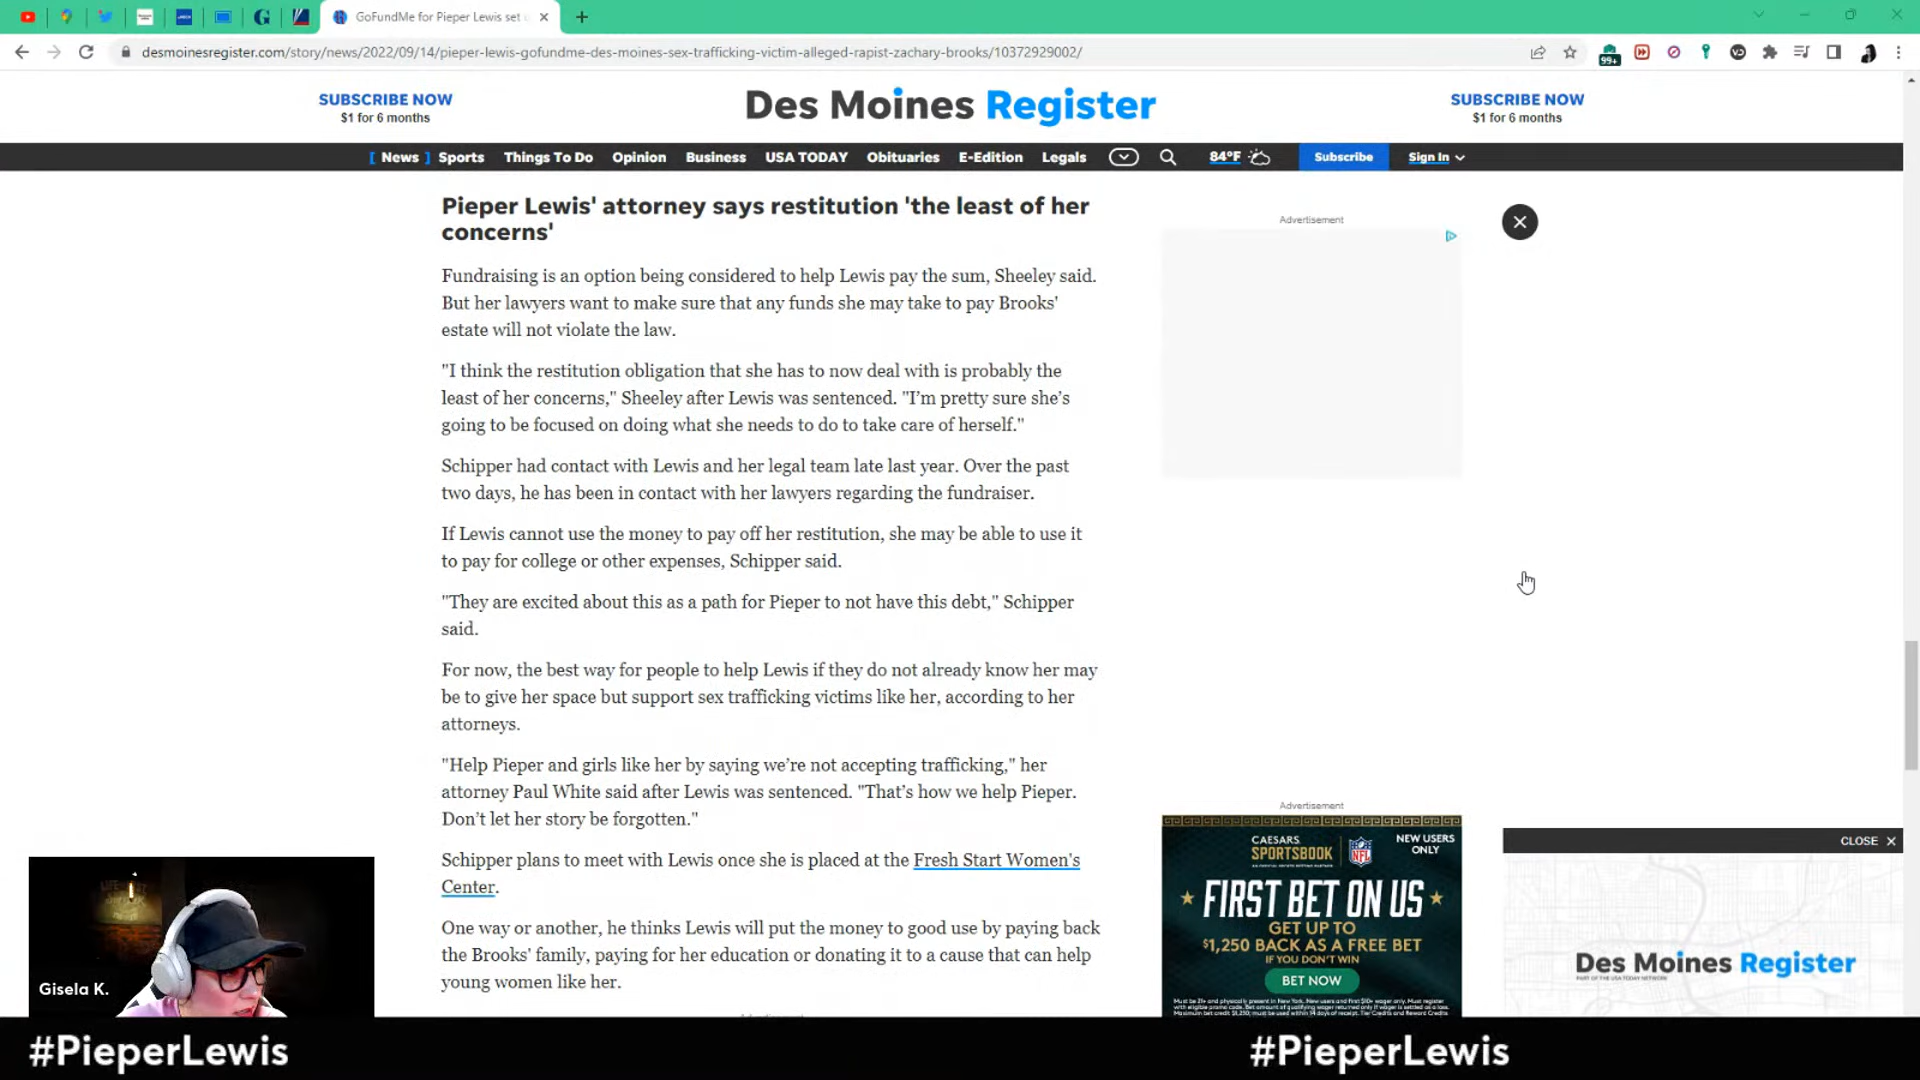 GoFundMe for Pieper Lewis set
desmoinesregister.com/story/news/2022/09/14/pieper-lewis-gofundme-des-moines-sex-trafficking-victim-alleged-rapist-zachary-brooks/10372929002/
99+
SUBSCRIBE NOW
$1 for 6 months
Des Moines Register
SUBSCRIBE NOW
$1 for 6 months
[ News ] Sports Things To Do Opinion Business USA TODAY Obituaries E-Edition Legals 84°F Subscribe Sign In
Pieper Lewis' attorney says restitution 'the least of her
concerns'
Fundraising is an option being considered to help Lewis pay the sum, Sheeley said.
But her lawyers want to make sure that any funds she may take to pay Brooks'
estate will not violate the law.
"I think the restitution obligation that she has to now deal with is probably the
least of her concerns," Sheeley after Lewis was sentenced. "I'm pretty sure she's
going to be focused on doing what she needs to do to take care of herself."
Schipper had contact with Lewis and her legal team late last year. Over the past
two days, he has been in contact with her lawyers regarding the fundraiser.
If Lewis cannot use the money to pay off her restitution, she may be able to use it
to pay for college or other expenses, Schipper said.
"They are excited about this as a path for Pieper to not have this debt," Schipper
said.
For now, the best way for people to help Lewis if they do not already know her may
be to give her space but support sex trafficking victims like her, according to her
attorneys.
"Help Pieper and girls like her by saying we're not accepting trafficking," her
attorney Paul White said after Lewis was sentenced. "That's how we help Pieper.
Don't let her story be forgotten."
Schipper plans to meet with Lewis once she is placed at the Fresh Start Women's
Center.
One way or another, he thinks Lewis will put the money to good use by paying back
the Brooks' family, paying for her education or donating it to a cause that can help
young women like her.
Advertisement
Advertisement
CAESARS
SPORTSBOOK
NFL
NEW USERS
ONLY
FIRST BET ON US
GET UP TO
$1,250 BACK AS A FREE BET
IF YOU DON'T WIN
BET NOW
CLOSE X
Des Moines Register
PART OF THE USA TODAY NETWORK
Gisela K.
#PieperLewis
#PieperLewis